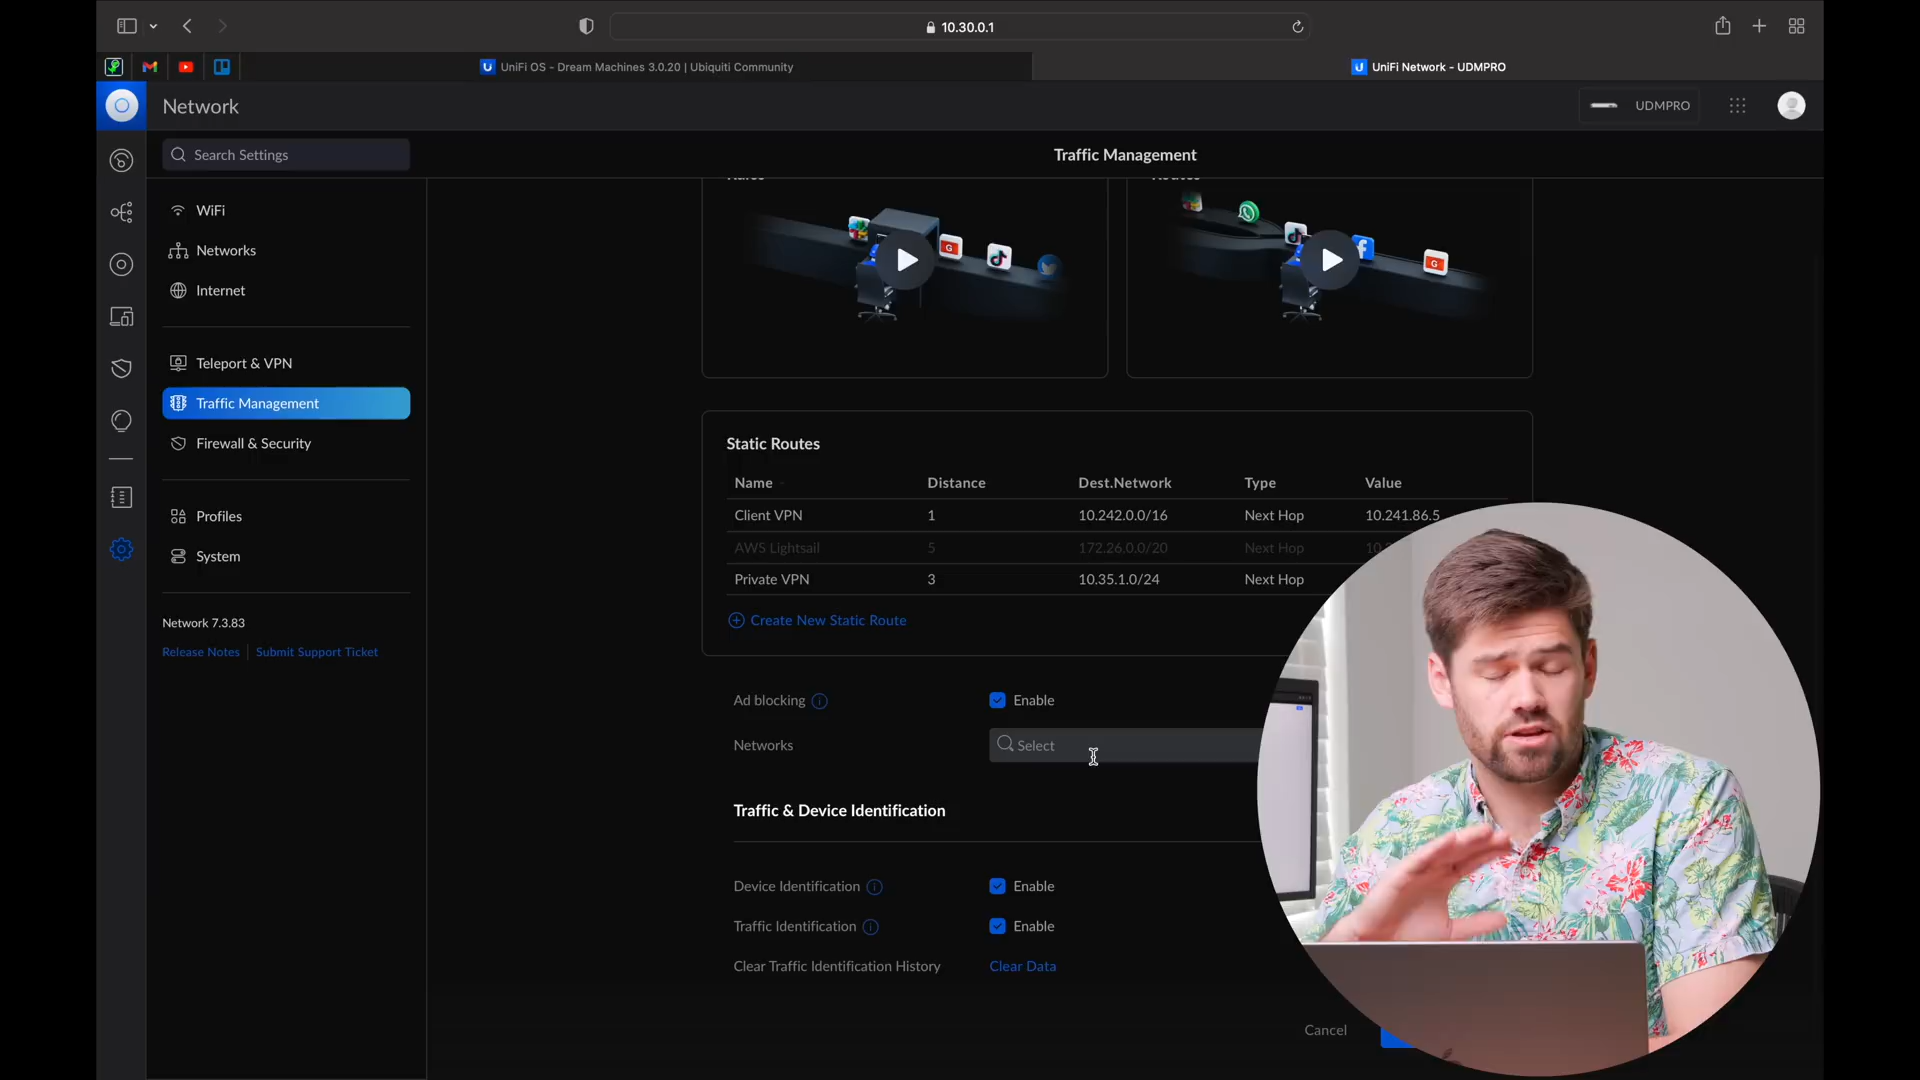 10.30.0.1
UniFi OS - Dream Machines 3.0.20 | Ubiquiti Community
UniFi Network - UDMPRO
Network
UDMPRO
Search Settings
Traffic Management
WiFi
Networks
Internet
Teleport & VPN
Traffic Management
Firewall & Security
Profiles
System
Network 7.3.83
Release Notes
Submit Support Ticket
Static Routes
Name Distance Dest.Network Type Value
Client VPN 1 10.242.0.0/16 Next Hop 10.241.86.5
AWS Lightsail 5 172.26.0.0/20 Next Hop
Private VPN 3 10.35.1.0/24 Next Hop
Create New Static Route
Ad blocking Enable
Networks Select
Traffic & Device Identification
Device Identification Enable
Traffic Identification Enable
Clear Traffic Identification History Clear Data
Cancel